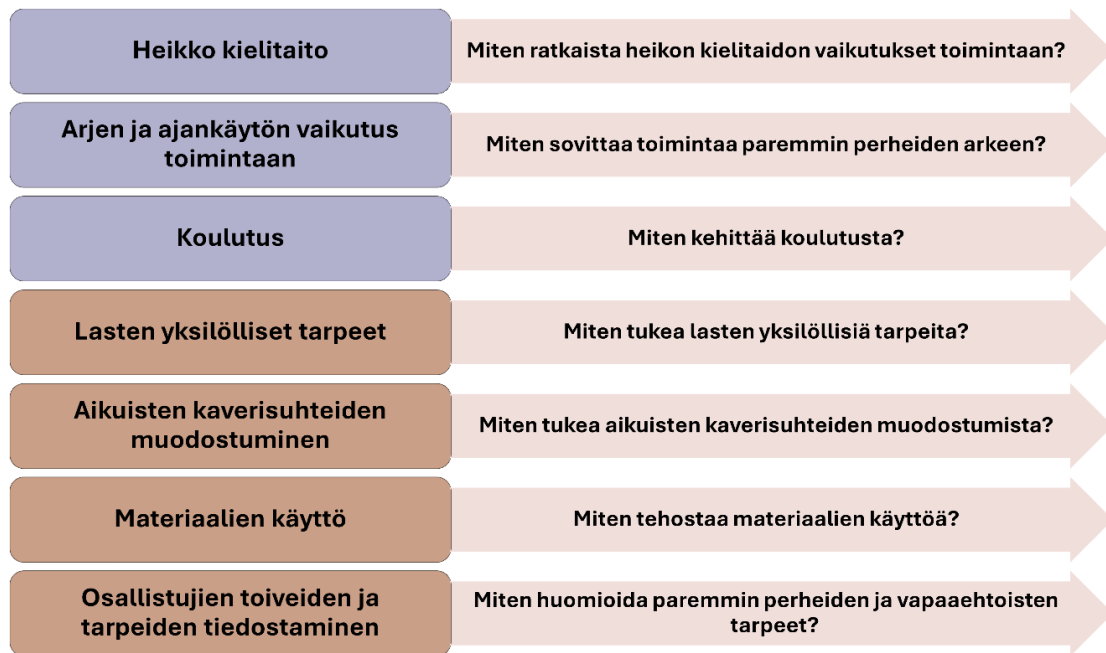 Heikko kielitaito
Miten ratkaista heikon kielitaidon vaikutukset toimintaan?
Arjen ja ajankäytön vaikutus
toimintaan
Miten sovittaa toimintaa paremmin perheiden arkeen?
Koulutus
Miten kehittää koulutusta?
Lasten yksilölliset tarpeet
Miten tukea lasten yksilöllisiä tarpeita?
Aikuisten kaverisuhteiden
muodostuminen
Miten tukea aikuisten kaverisuhteiden muodostumista?
Materiaalien käyttö
Miten tehostaa materiaalien käyttöä?
Osallistujien toiveiden ja
tarpeiden tiedostaminen
Miten huomioida paremmin perheiden ja vapaaehtoisten
tarpeet?